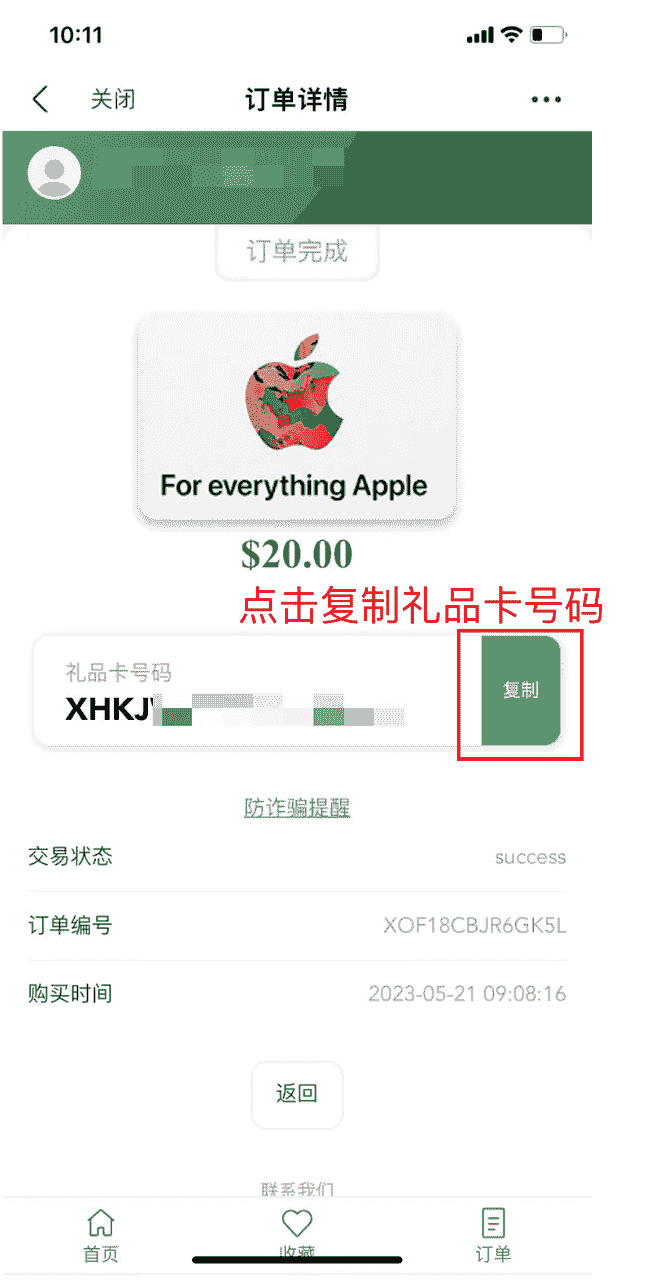 10:11
关闭 订单详情
订单完成
For everything Apple
$20.00
点击复制礼品卡号码
礼品卡号码
XHKJ
复制
防诈骗提醒
交易状态 success
订单编号 XOF18CBJR6GK5L
购买时间 2023-05-21 09:08:16
返回
联系我们
首页 收藏 订单